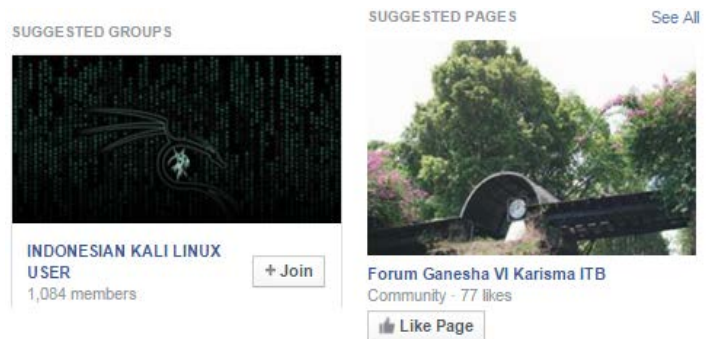 SUGGESTED GROUPS
INDONESIAN KALI LINUX
USER
+ Join
1,084 members
SUGGESTED PAGES
See All
Forum Ganesha VI Karisma ITB
Community · 77 likes
Like Page